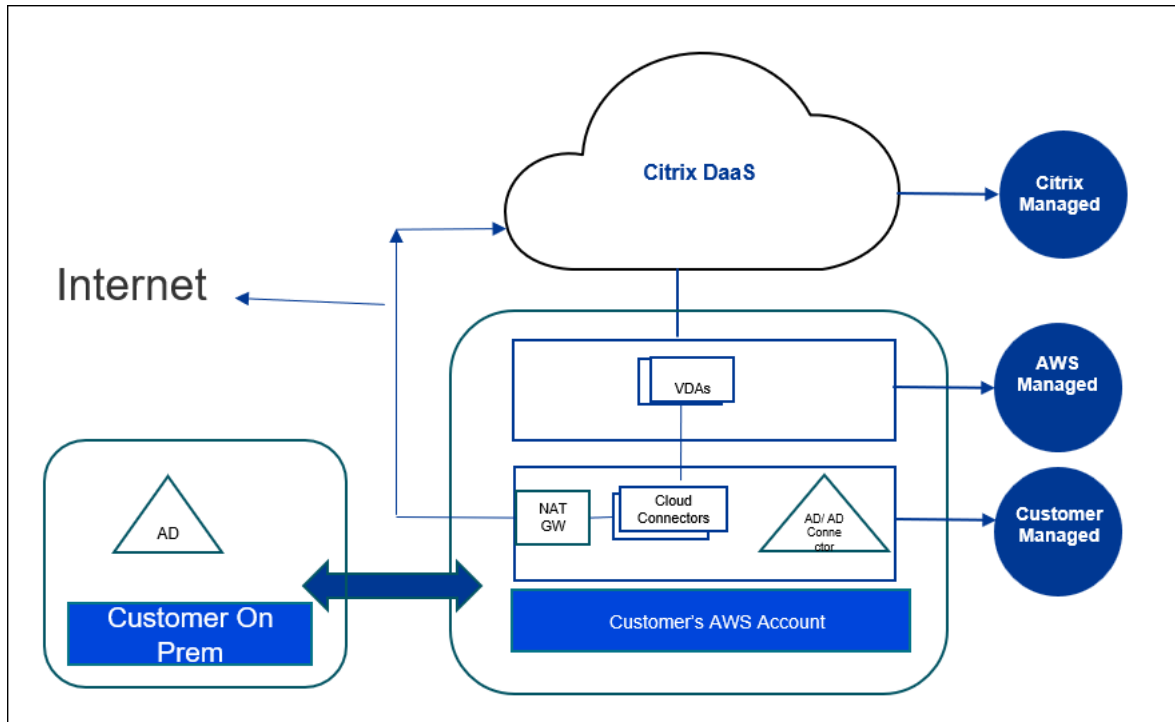 Citrix DaaS
Citrix
Managed
Internet
AWS
Managed
VDAs
NAT
GW
Cloud
Connectors
AD/ AD
Conne
ctor
Customer
Managed
AD
Customer On
Prem
Customer's AWS Account